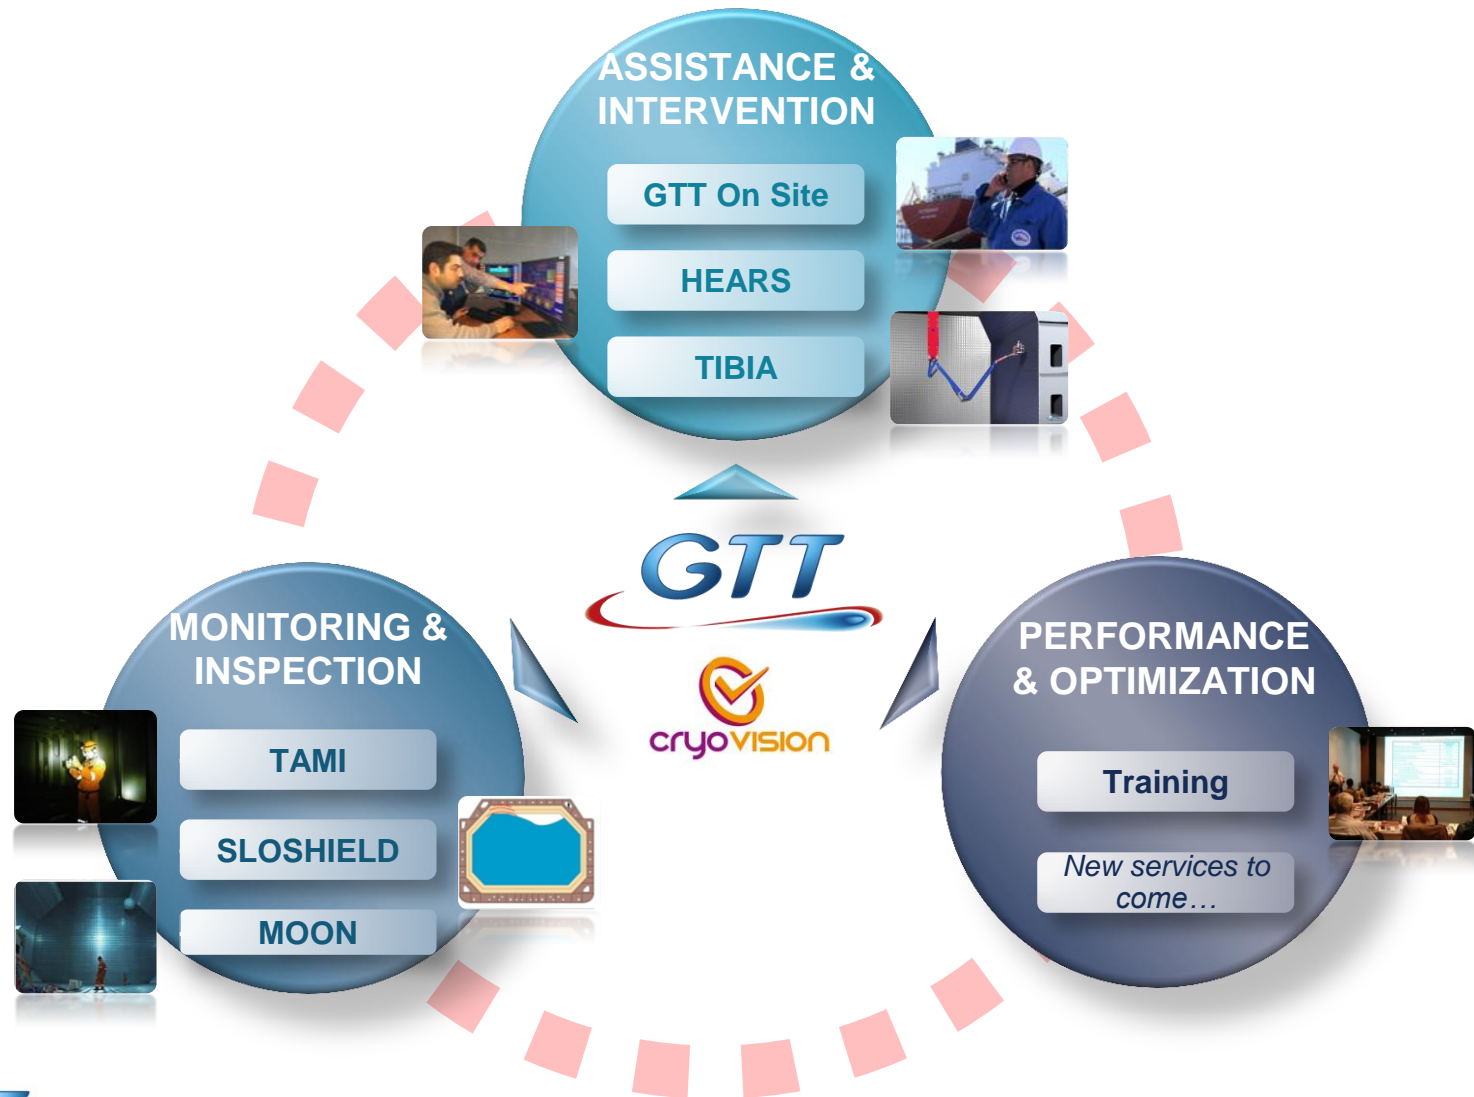 ASSISTANCE &
INTERVENTION
GTT On Site
HEARS
TIBIA
GTT
cryovision
MONITORING &
INSPECTION
TAMI
SLOSHIELD
MOON
PERFORMANCE
& OPTIMIZATION
Training
New services to
come…